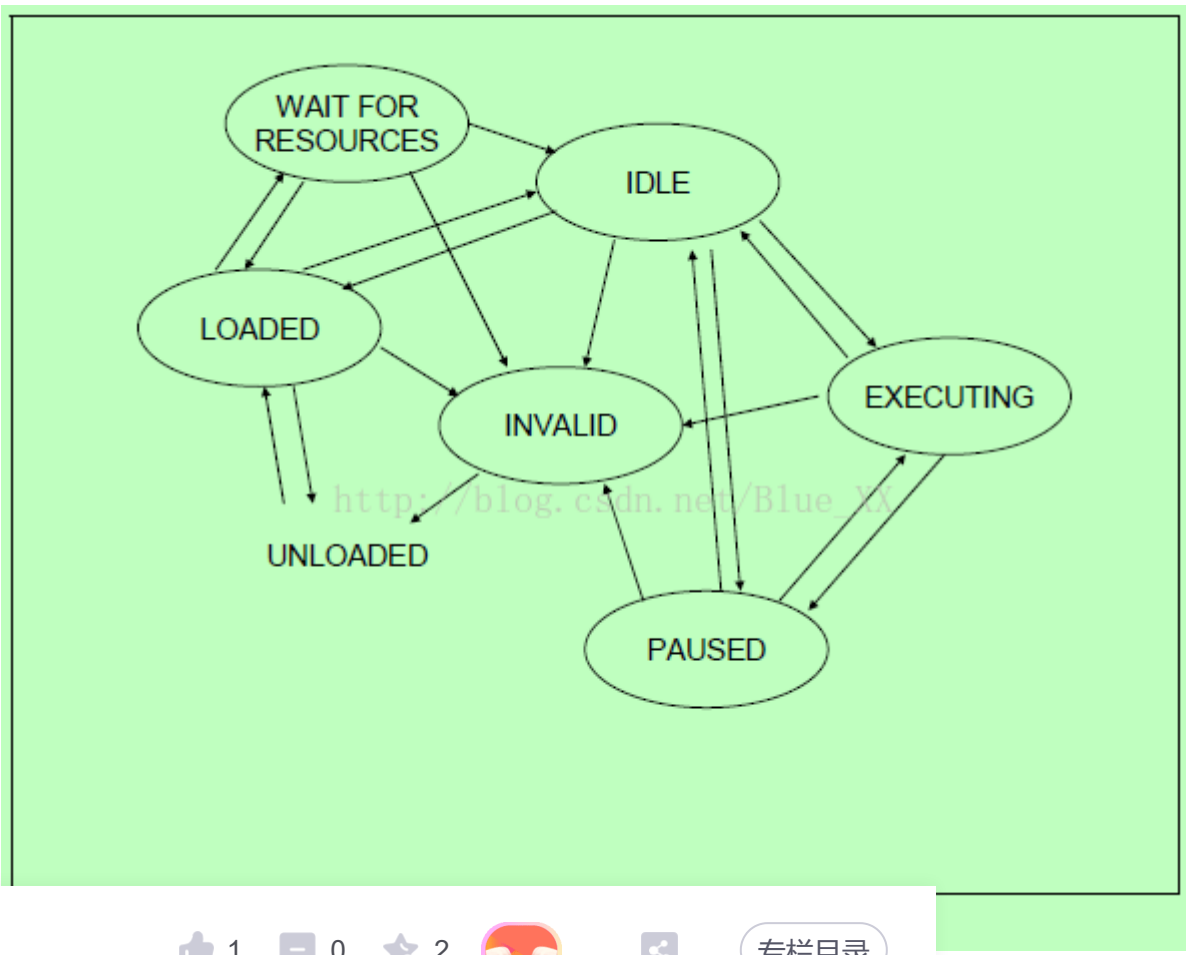 WAIT FOR
RESOURCES
IDLE
LOADED
EXECUTING
INVALID
http://blog.csdn.net/Blue_XX
UNLOADED
PAUSED
1
0
2
专栏目录